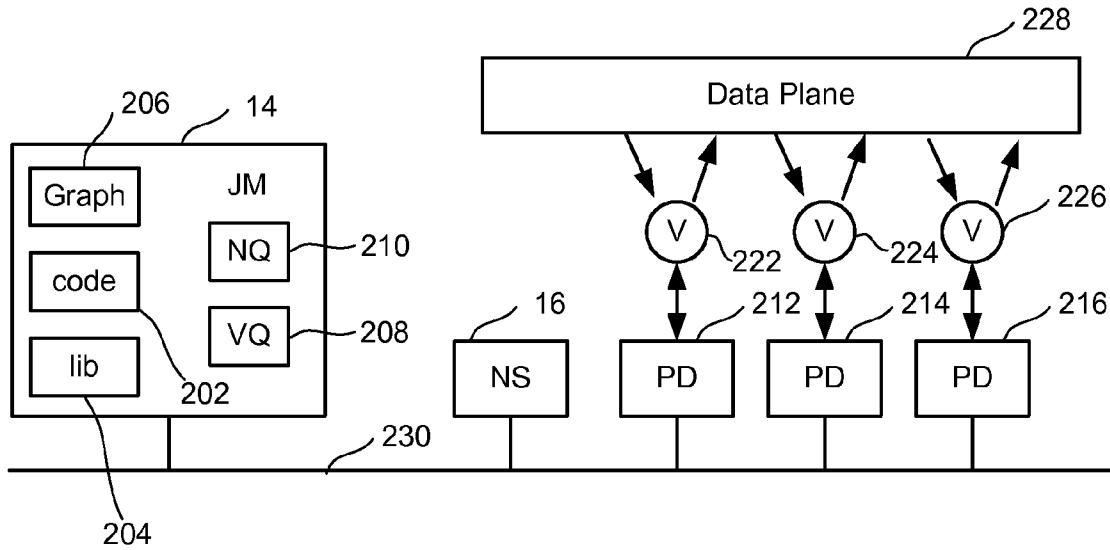 228
Data Plane
206
14
Graph
JM
NQ
210
code
VQ
208
lib
202
V
222
V
224
V
226
16
212
214
216
NS
PD
PD
PD
230
204